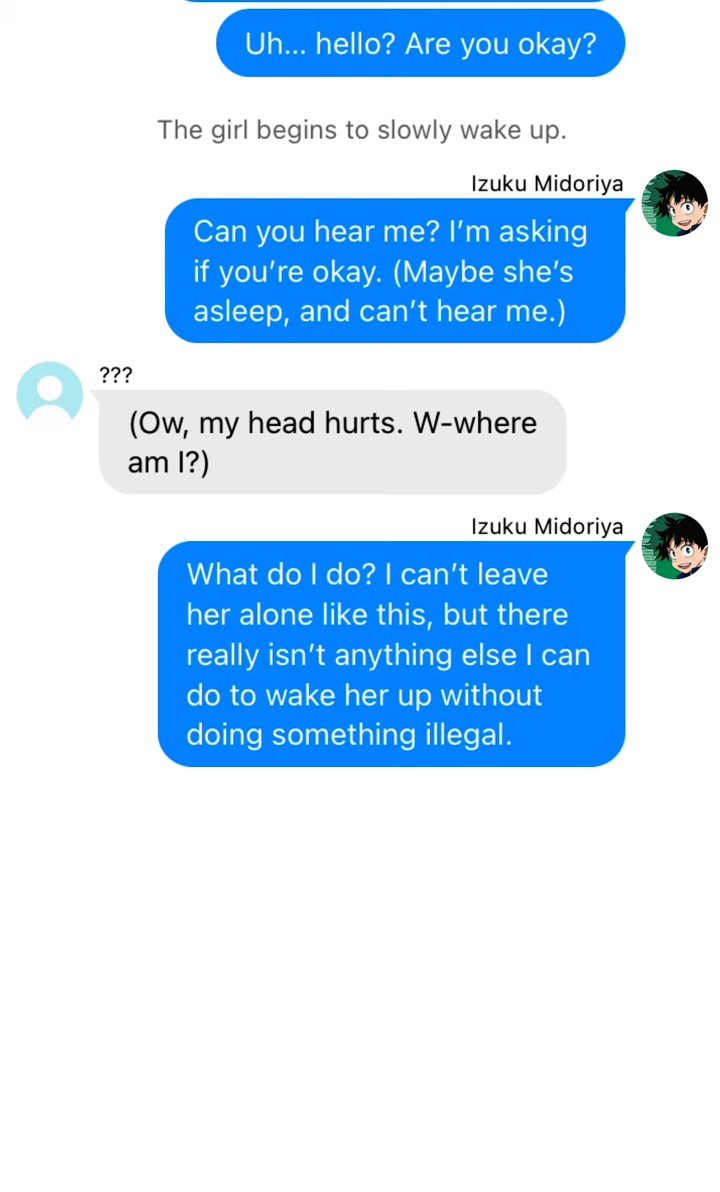 Uh... hello? Are you okay?
The girl begins to slowly wake up.
Izuku Midoriya
Can you hear me? I’m asking
if you’re okay. (Maybe she’s
asleep, and can’t hear me.)
???
(Ow, my head hurts. W-where
am I?)
Izuku Midoriya
What do I do? I can’t leave
her alone like this, but there
really isn’t anything else I can
do to wake her up without
doing something illegal.